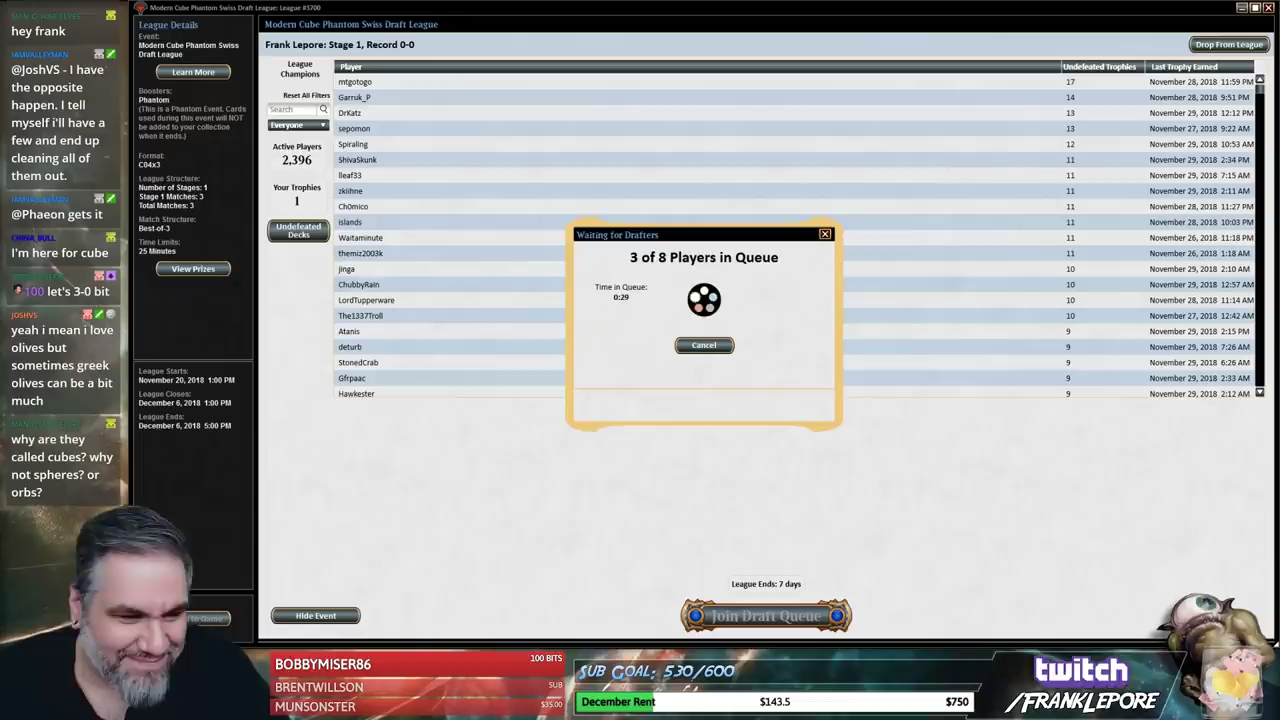 Modern Cube Phantom Swiss Draft League: League #3700
hey frank
IAMVALLEYMAN
@JoshVS - I have
the opposite
happen. I tell
myself i'll have a
few and end up
cleaning all of
them out.
IAMVALLEYMAN
@Phaeon gets it
CHINA_BULL
I'm here for cube
100 let's 3-0 bit
JOSHVS:
yeah i mean i love
olives but
sometimes greek
olives can be a bit
much
why are they
called cubes? why
not spheres? or
orbs?
League Details
Event:
Modern Cube Phantom Swiss
Draft League
Learn More
Boosters:
Phantom
(This is a Phantom Event. Cards
used during this event will NOT
be added to your collection
when it ends.)
Format:
C04x3
League Structure:
Number of Stages: 1
Stage 1 Matches: 3
Total Matches: 3
Match Structure:
Best-of-3
Time Limits:
25 Minutes
View Prizes
League Starts:
November 20, 2018 1:00 PM
League Closes:
December 6, 2018 1:00 PM
League Ends:
December 6, 2018 5:00 PM
to Game
Modern Cube Phantom Swiss Draft League
Frank Lepore: Stage 1, Record 0-0
Drop From League
League
Champions
Reset All Filters
Search
Everyone
Active Players
2,396
Your Trophies
1
Undefeated
Decks
Player Undefeated Trophies Last Trophy Earned
mtgotogo 17 November 28, 2018 11:59 PM
Garruk_P 14 November 28, 2018 9:51 PM
DrKatz 13 November 29, 2018 12:12 PM
sepomon 13 November 27, 2018 9:22 AM
Spiraling 12 November 29, 2018 10:53 AM
ShivaSkunk 11 November 29, 2018 2:34 PM
lleaf33 11 November 29, 2018 7:15 AM
zkiihne 11 November 29, 2018 2:11 AM
Ch0mico 11 November 28, 2018 11:27 PM
islands 11 November 28, 2018 10:03 PM
Waitaminute 11 November 26, 2018 11:18 PM
themiz2003k 11 November 26, 2018 1:18 AM
jinga 10 November 29, 2018 2:10 AM
ChubbyRain 10 November 29, 2018 12:57 AM
LordTupperware 10 November 28, 2018 11:14 AM
The1337Troll 10 November 27, 2018 12:42 AM
Atanis 9 November 29, 2018 2:15 PM
deturb 9 November 29, 2018 7:26 AM
StonedCrab 9 November 29, 2018 6:26 AM
Gfrpaac 9 November 29, 2018 2:33 AM
Hawkester 9 November 29, 2018 2:12 AM
Waiting for Drafters
3 of 8 Players in Queue
Time in Queue:
0:29
Cancel
League Ends: 7 days
Hide Event
Join Draft Queue
BOBBYMISER86 100 BITS
BRENTWILLSON SUB
MUNSONSTER $35.00
SUB GOAL: 530/600
December Rent $143.5 $750
twitch
/FRANKLEPORE